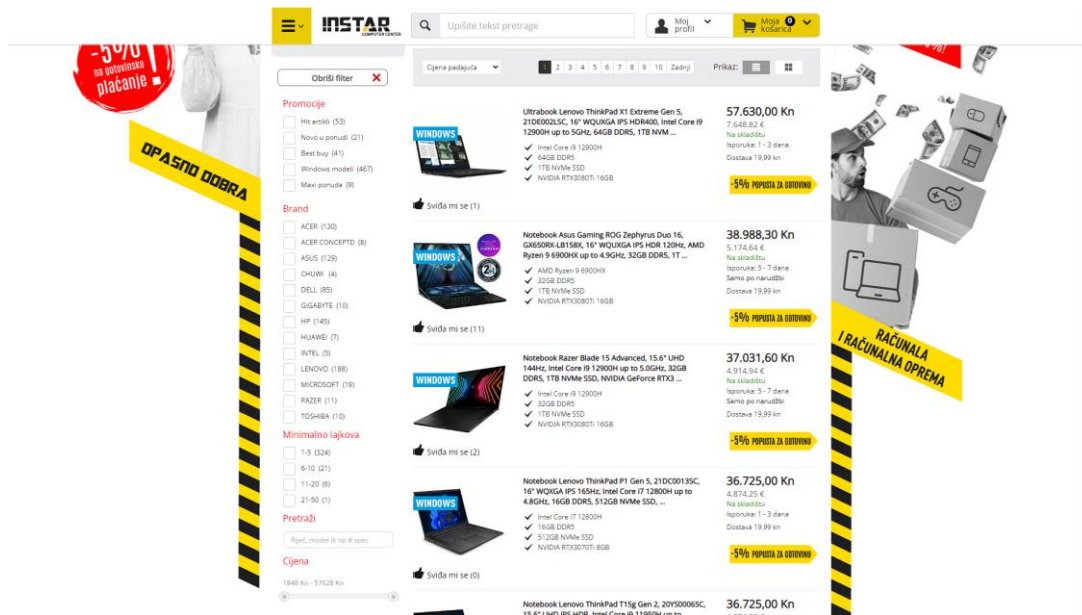 INSTAR
COMPUTER CENTER
Upišite tekst pretrage
Moj
profil
Moja 0
košarica
-5%
na gotovinsko
plaćanje
OPASNO DOBRA
RAČUNALA
I RAČUNALNA OPREMA
Obriši filter
Promocije
Hit artikli (53)
Novo u ponudi (21)
Best buy (41)
Windows modeli (467)
Maxi ponuda (9)
Brand
ACER (130)
ACER CONCEPTD (8)
ASUS (129)
CHUWI (4)
DELL (85)
GIGABYTE (10)
HP (145)
HUAWEI (7)
INTEL (5)
LENOVO (188)
MICROSOFT (19)
RAZER (11)
TOSHIBA (10)
Minimalno lajkova
1-5 (324)
6-10 (21)
11-20 (6)
21-50 (1)
Pretraži
Riječ, model ili tip # spec
Cijena
1848 Kn - 57628 Kn
Cijena padajuća
1 2 3 4 5 6 7 8 9 10 Zadnji
Prikaz:
WINDOWS
Ultrabook Lenovo ThinkPad X1 Extreme Gen 5,
21DE002LSC, 16" WQUXGA IPS HDR400, Intel Core i9
12900H up to 5GHz, 64GB DDR5, 1TB NVM ...
Intel Core i9 12900H
64GB DDR5
1TB NVMe SSD
NVIDIA RTX3080Ti 16GB
Sviđa mi se (1)
57.630,00 Kn
7.648,82 €
Na skladištu
Isporuka: 1 - 3 dana
Dostava 19,99 kn
-5% POPUSTA ZA GOTOVINU
WINDOWS
Notebook Asus Gaming ROG Zephyrus Duo 16,
GX650RX-LB158X, 16" WQUXGA IPS HDR 120Hz, AMD
Ryzen 9 6900HX up to 4.9GHz, 32GB DDR5, 1T ...
AMD Ryzen 9 6900HX
32GB DDR5
1TB NVMe SSD
NVIDIA RTX3080Ti 16GB
Sviđa mi se (11)
38.988,30 Kn
5.174,64 €
Na skladištu
Isporuka: 5 - 7 dana
Samo po narudžbi
Dostava 19,99 kn
-5% POPUSTA ZA GOTOVINU
WINDOWS
Notebook Razer Blade 15 Advanced, 15.6" UHD
144Hz, Intel Core i9 12900H up to 5.0GHz, 32GB
DDR5, 1TB NVMe SSD, NVIDIA GeForce RTX3 ...
Intel Core i9 12900H
32GB DDR5
1TB NVMe SSD
NVIDIA RTX3080Ti 16GB
Sviđa mi se (2)
37.031,60 Kn
4.914,94 €
Na skladištu
Isporuka: 5 - 7 dana
Samo po narudžbi
Dostava 19,99 kn
-5% POPUSTA ZA GOTOVINU
WINDOWS
Notebook Lenovo ThinkPad P1 Gen 5, 21DC0013SC,
16" WQXGA IPS 165Hz, Intel Core i7 12800H up to
4.8GHz, 16GB DDR5, 512GB NVMe SSD, ...
Intel Core i7 12800H
16GB DDR5
512GB NVMe SSD
NVIDIA RTX3070Ti 8GB
Sviđa mi se (0)
36.725,00 Kn
4.874,25 €
Na skladištu
Isporuka: 1 - 3 dana
Dostava 19,99 kn
-5% POPUSTA ZA GOTOVINU
Notebook Lenovo ThinkPad T15g Gen 2, 20YS0006SC,
15.6" UHD IPS HDR, Intel Core i9 11950H up to
36.725,00 Kn